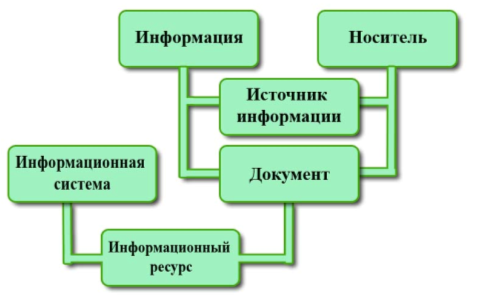 Информация
Носитель
Источник
информации
Информационная
система
Документ
Информационный
ресурс